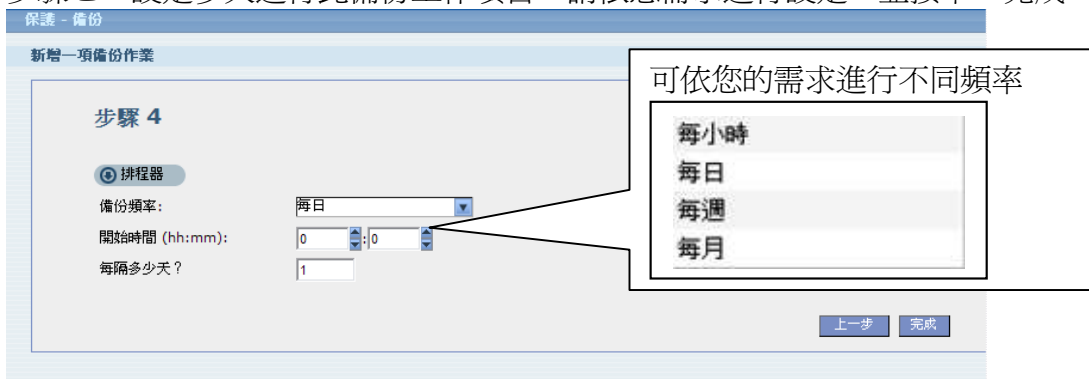 保護 - 備份
新增一項備份作業
可依您的需求進行不同頻率
步驟 4
每小時
排程器
每日
備份頻率: 每日
每週
開始時間 (hh:mm): 0 : 0
每月
每隔多少天？ 1
上一步 完成